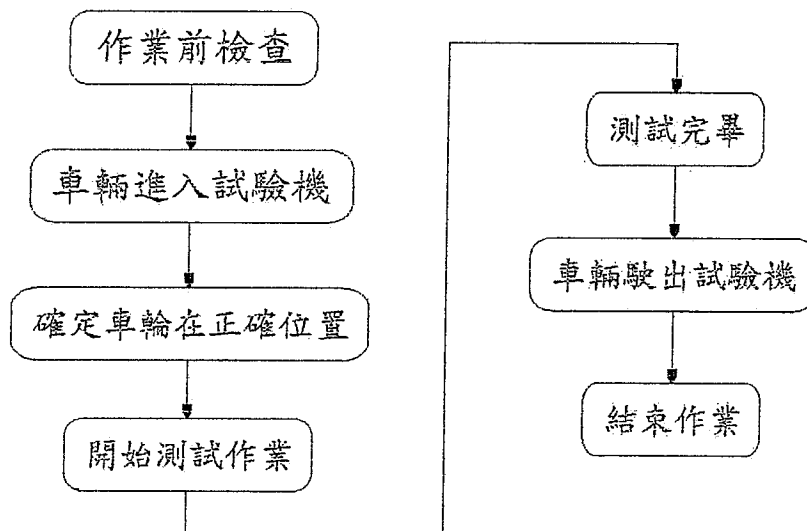 作業前檢查
車輛進入試驗機
確定車輪在正確位置
開始測試作業
測試完畢
車輛駛出試驗機
結束作業